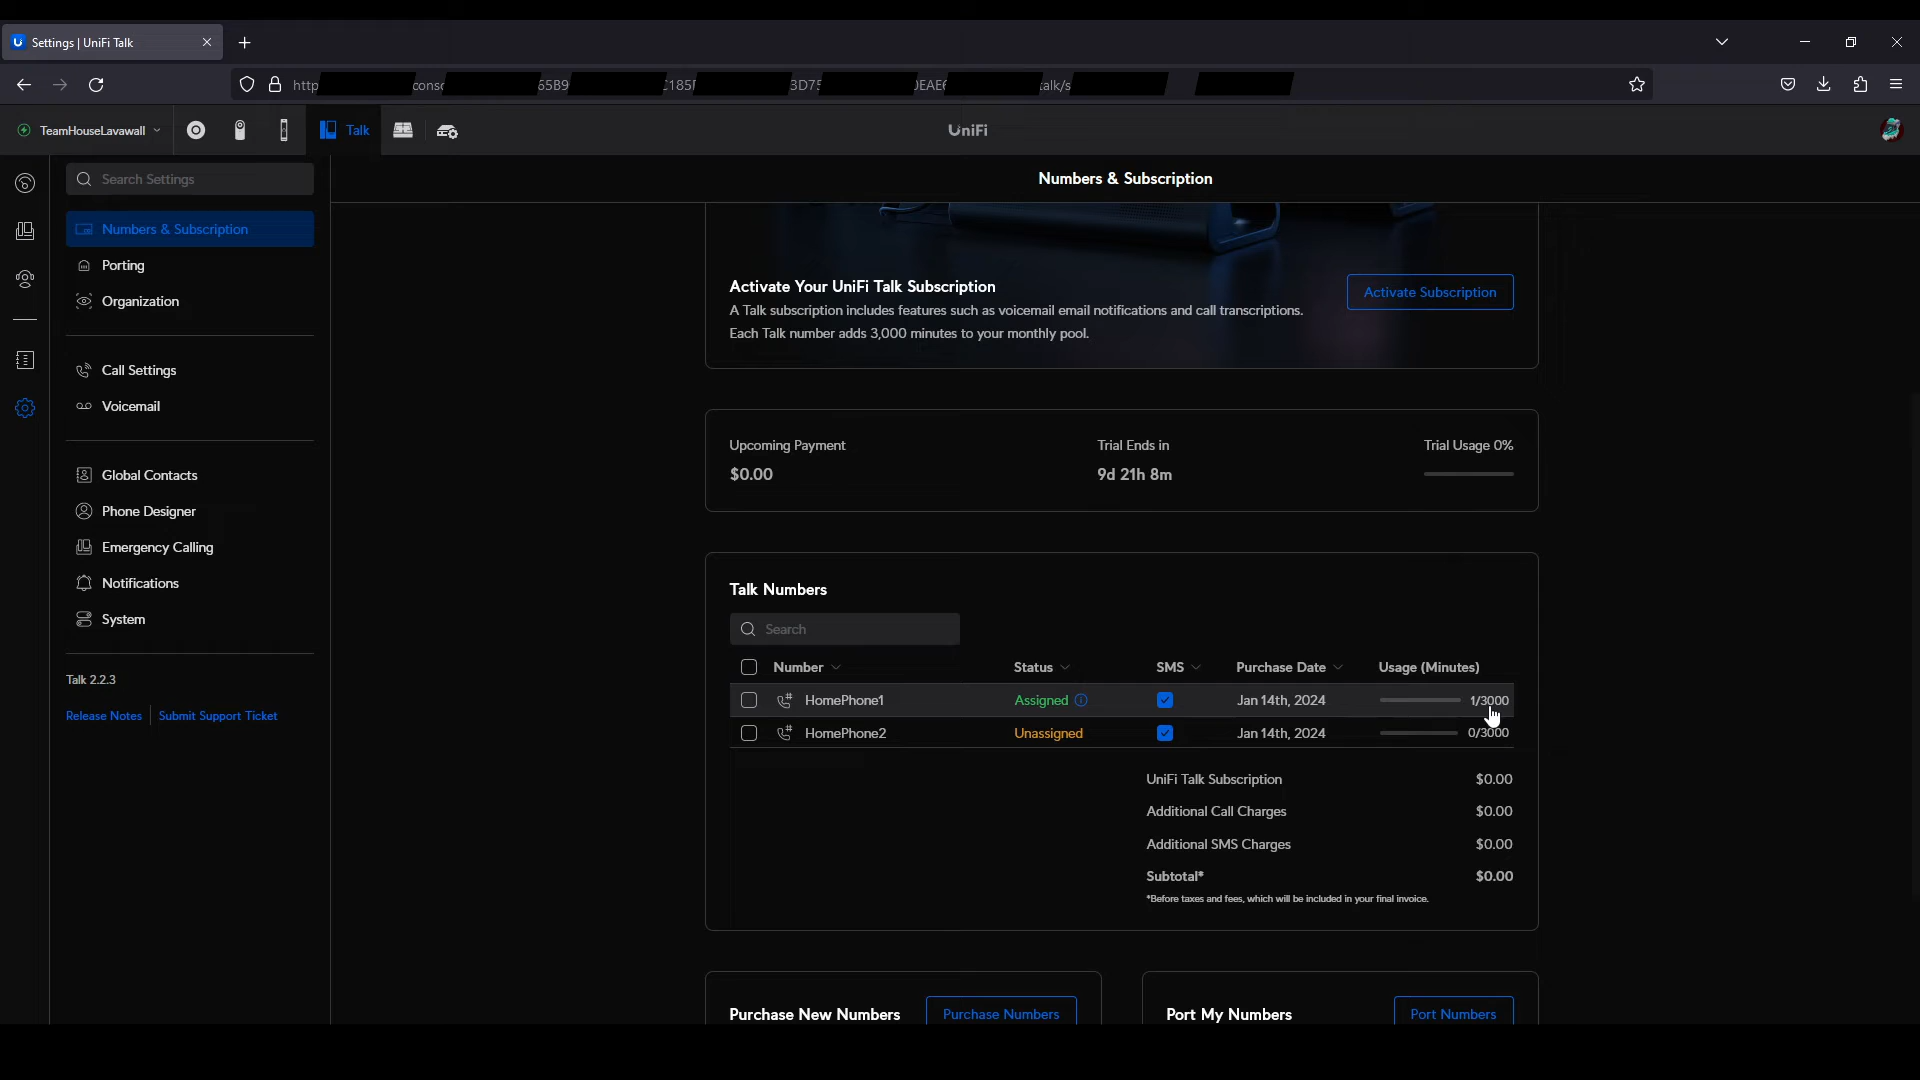 Settings | UniFi Talk
http
consc
65B9
3D75
talk/s
TeamHouseLavawall
Talk
UniFi
Search Settings
Numbers & Subscription
Porting
Organization
Call Settings
Voicemail
Global Contacts
Phone Designer
Emergency Calling
Notifications
System
Talk 2.2.3
Release Notes
Submit Support Ticket
Numbers & Subscription
Activate Your UniFi Talk Subscription
A Talk subscription includes features such as voicemail email notifications and call transcriptions.
Each Talk number adds 3,000 minutes to your monthly pool.
Activate Subscription
Upcoming Payment Trial Ends in Trial Usage 0%
$0.00 9d 21h 8m
Talk Numbers
Search
Number Status SMS Purchase Date Usage (Minutes)
HomePhone1 Assigned Jan 14th, 2024 1/3000
HomePhone2 Unassigned Jan 14th, 2024 0/3000
UniFi Talk Subscription $0.00
Additional Call Charges $0.00
Additional SMS Charges $0.00
Subtotal* $0.00
*Before taxes and fees, which will be included in your final invoice.
Purchase New Numbers Purchase Numbers
Port My Numbers Port Numbers